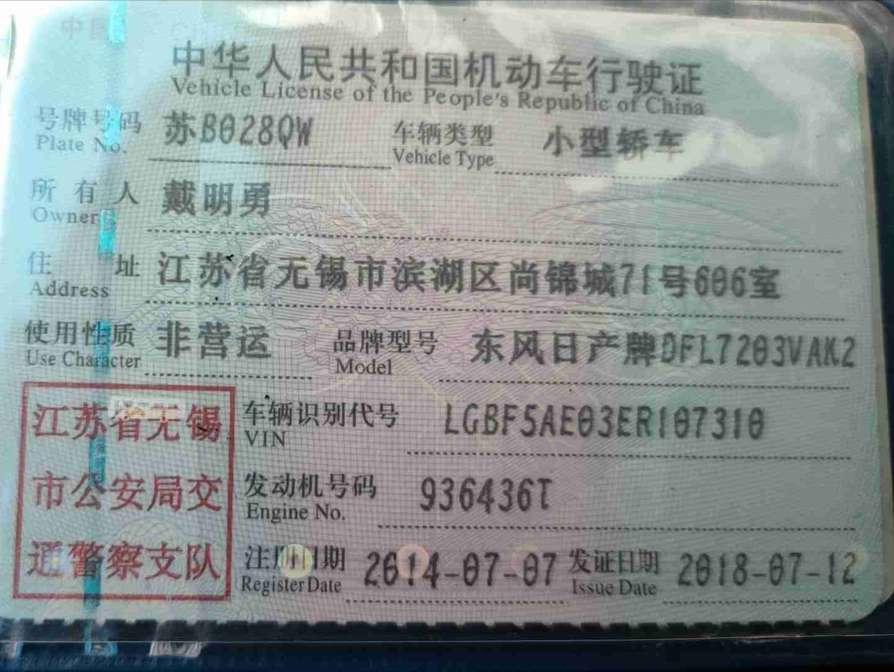 中华人民共和国机动车行驶证
Vehicle License of the People's Republic of China
号牌号码 苏B028QW 车辆类型 小型轿车
Plate No. Vehicle Type
所有人 戴明勇
Owner
住址 江苏省无锡市滨湖区尚锦城71号606室
Address
使用性质 非营运 品牌型号 东风日产牌DFL7203VAK2
Use Character Model
江苏省无锡 车辆识别代号 LGBF5AE03ER107310
VIN
市公安局交 发动机号码 936436T
Engine No.
通警察支队 注册日期 2014-07-07 发证日期 2018-07-12
Register Date Issue Date